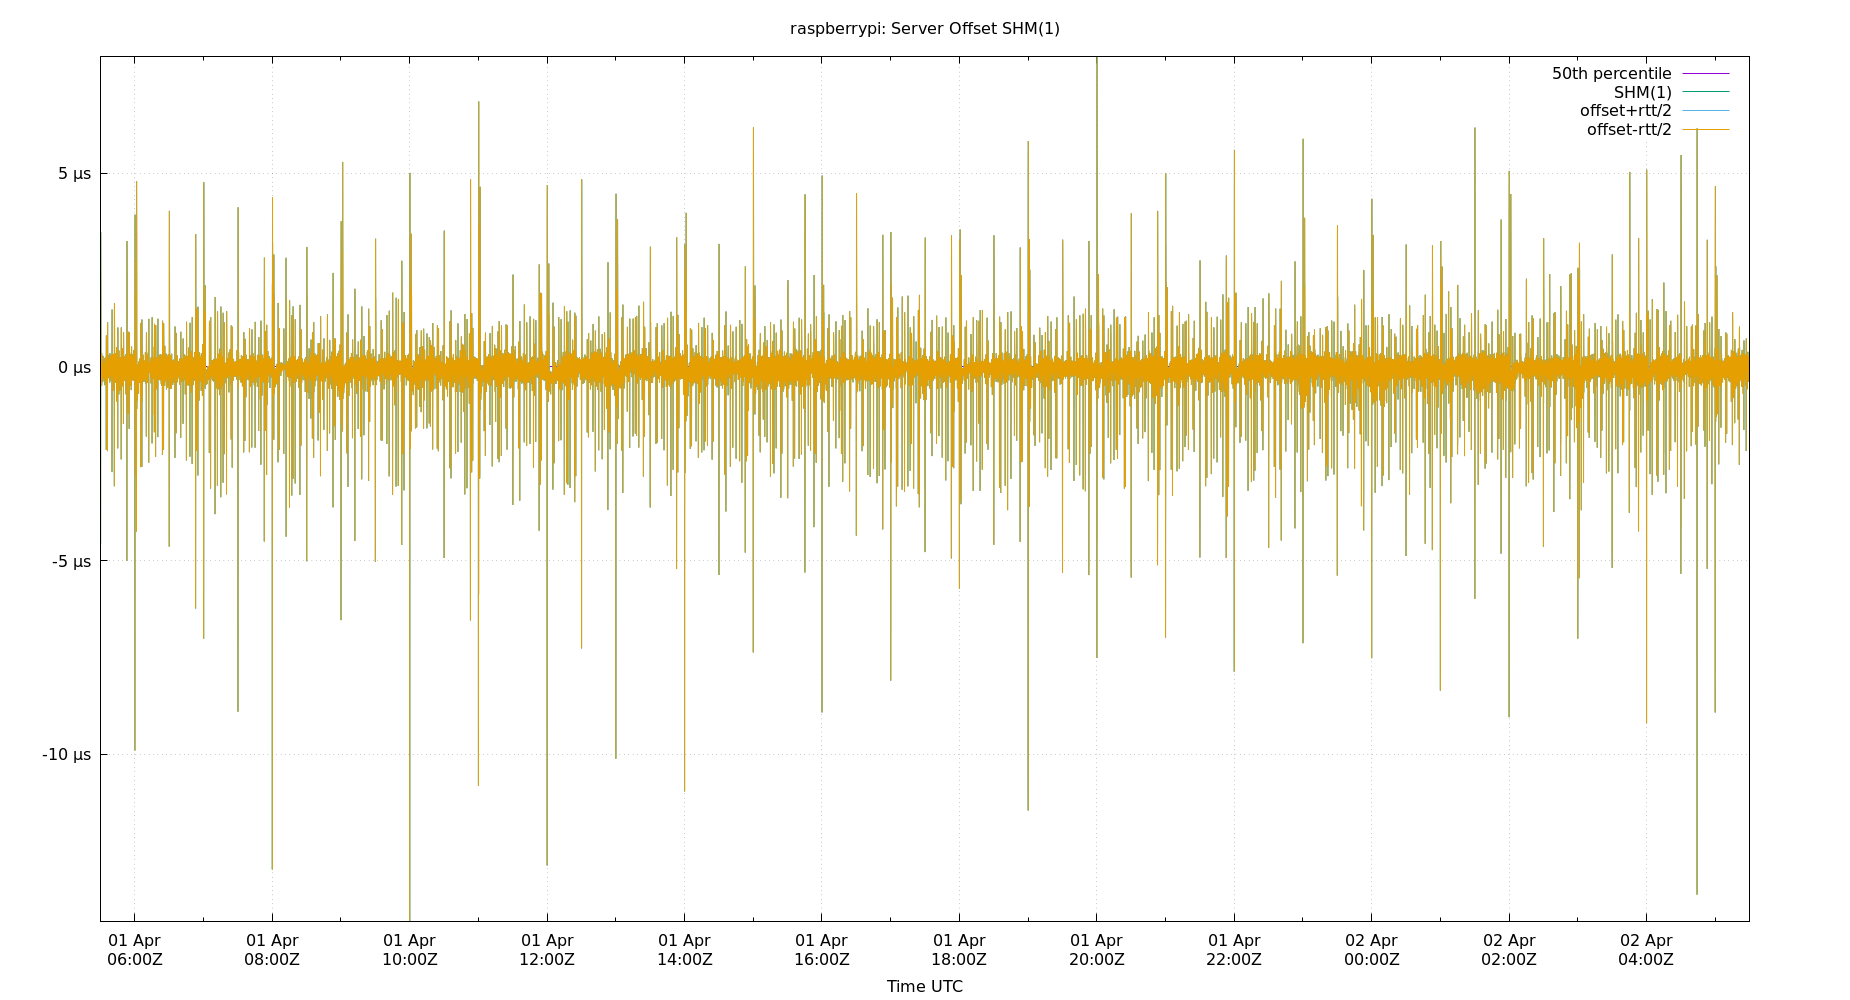 raspberrypi: Server Offset SHM(1)
50th percentile
SHM(1)
offset+rtt/2
offset-rtt/2
5 µs
0 µs
-5 µs
-10 µs
01 Apr 01 Apr 01 Apr 01 Apr 01 Apr 01 Apr 01 Apr 01 Apr 01 Apr 02 Apr 02 Apr 02 Apr
06:00Z 08:00Z 10:00Z 12:00Z 14:00Z 16:00Z 18:00Z 20:00Z 22:00Z 00:00Z 02:00Z 04:00Z
Time UTC